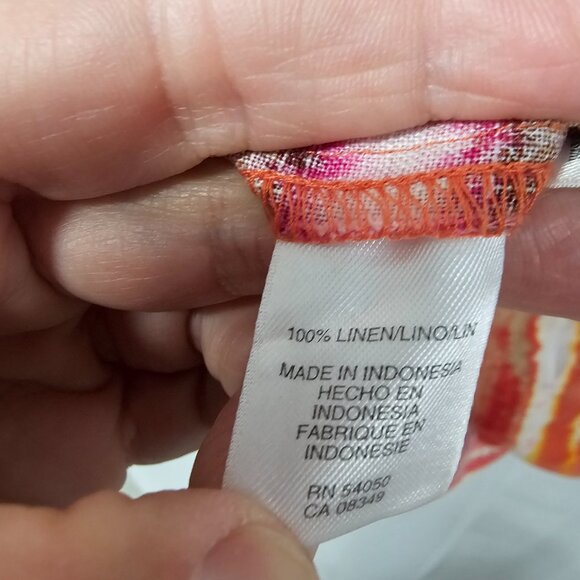 100% LINEN/LINO/LIN
MADE IN INDONESIA
HECHO EN
INDONESIA
FABRIQUE EN
INDONESIE
RN 54050
CA 08349